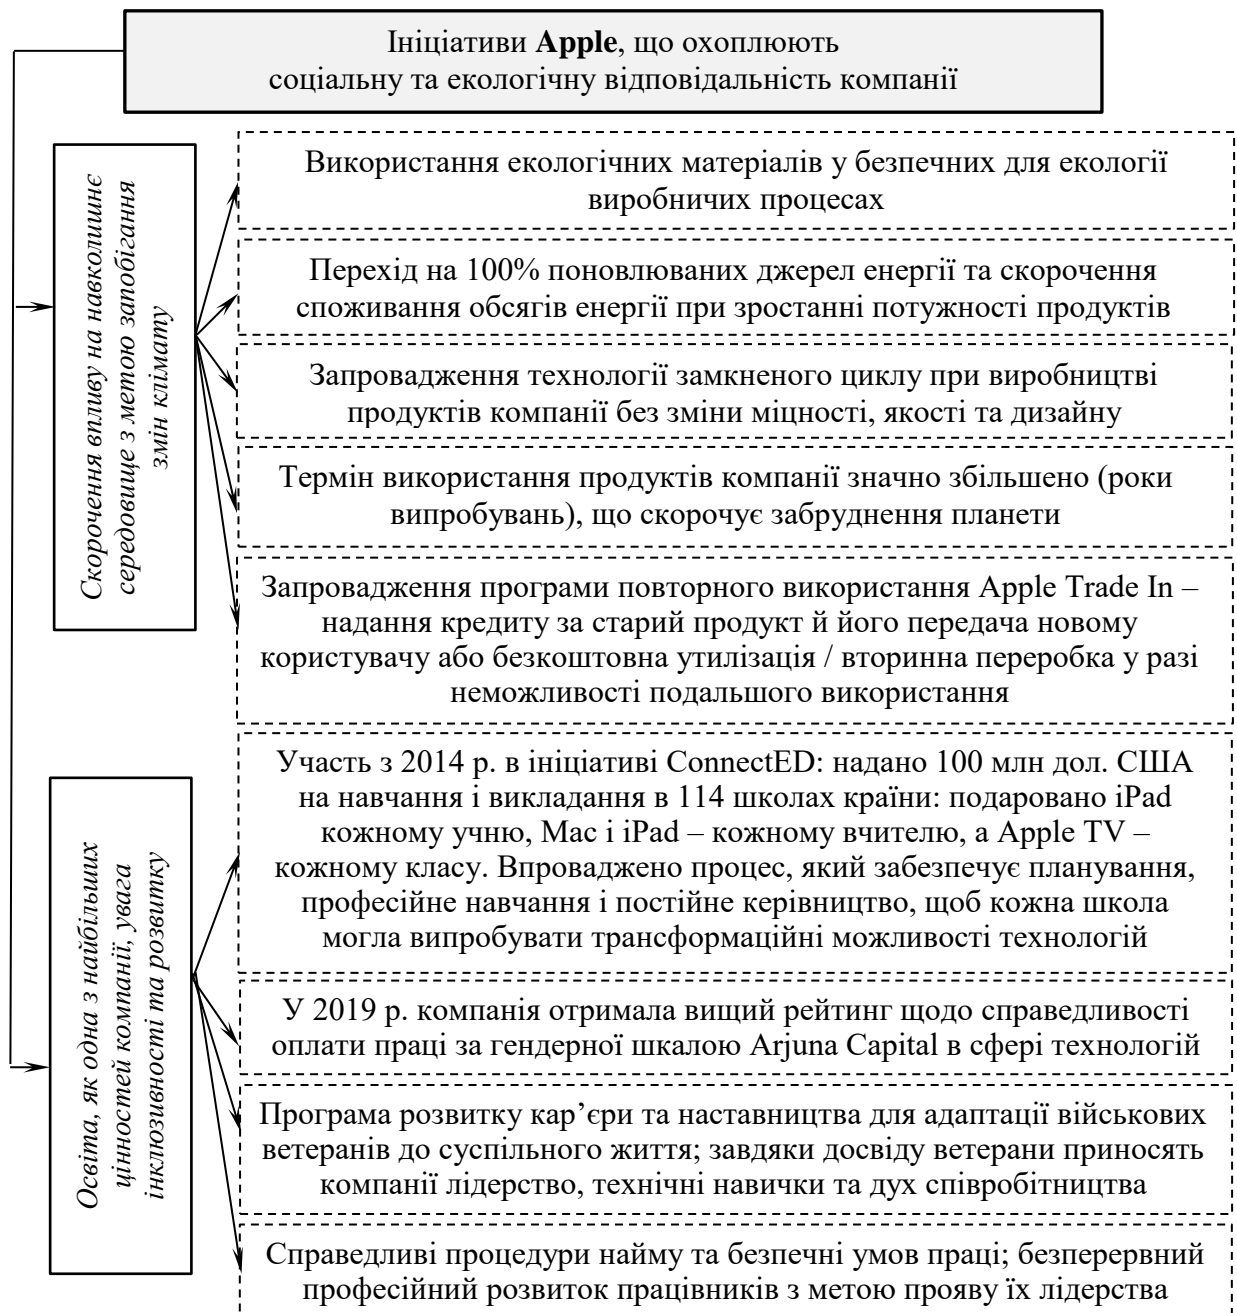 Ініціативи Apple, що охоплюють
соціальну та екологічну відповідальність компанії
Скорочення впливу на навколишнє
середовище з метою запобігання
змін клімату
Використання екологічних матеріалів у безпечних для екології
виробничих процесах
Перехід на 100% поновлюваних джерел енергії та скорочення
споживання обсягів енергії при зростанні потужності продуктів
Запровадження технології замкненого циклу при виробництві
продуктів компанії без зміни міцності, якості та дизайну
Термін використання продуктів компанії значно збільшено (роки
випробувань), що скорочує забруднення планети
Запровадження програми повторного використання Apple Trade In –
надання кредиту за старий продукт й його передача новому
користувачу або безкоштовна утилізація / вторинна переробка у разі
неможливості подальшого використання
Освіта, як одна з найбільших
цінностей компанії, увага
інклюзивності та розвитку
Участь з 2014 р. в ініціативі ConnectED: надано 100 млн дол. США
на навчання і викладання в 114 школах країни: подаровано iPad
кожному учню, Mac і iPad – кожному вчителю, а Apple TV –
кожному класу. Впроваджено процес, який забезпечує планування,
професійне навчання і постійне керівництво, щоб кожна школа
могла випробувати трансформаційні можливості технологій
У 2019 р. компанія отримала вищий рейтинг щодо справедливості
оплати праці за гендерної шкалою Arjuna Capital в сфері технологій
Програма розвитку кар’єри та наставництва для адаптації військових
ветеранів до суспільного життя; завдяки досвіду ветерани приносять
компанії лідерство, технічні навички та дух співробітництва
Справедливі процедури найму та безпечні умов праці; безперервний
професійний розвиток працівників з метою прояву їх лідерства